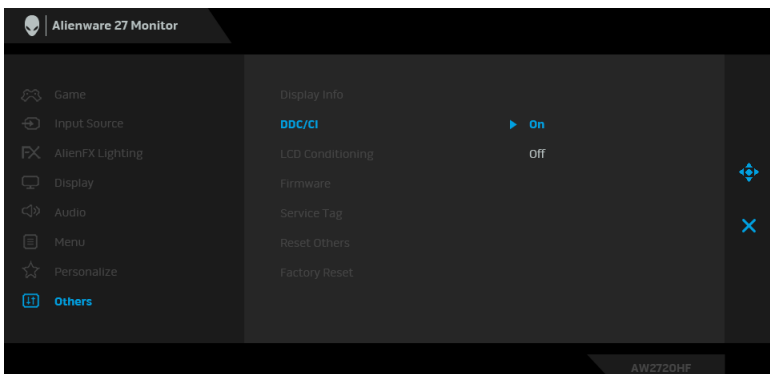 Alienware 27 Monitor
Game
Input Source
AlienFX Lighting
Display
Audio
Menu
Personalize
Others
Display Info
DDC/CI On
LCD Conditioning Off
Firmware
Service Tag
Reset Others
Factory Reset
AW2720HF